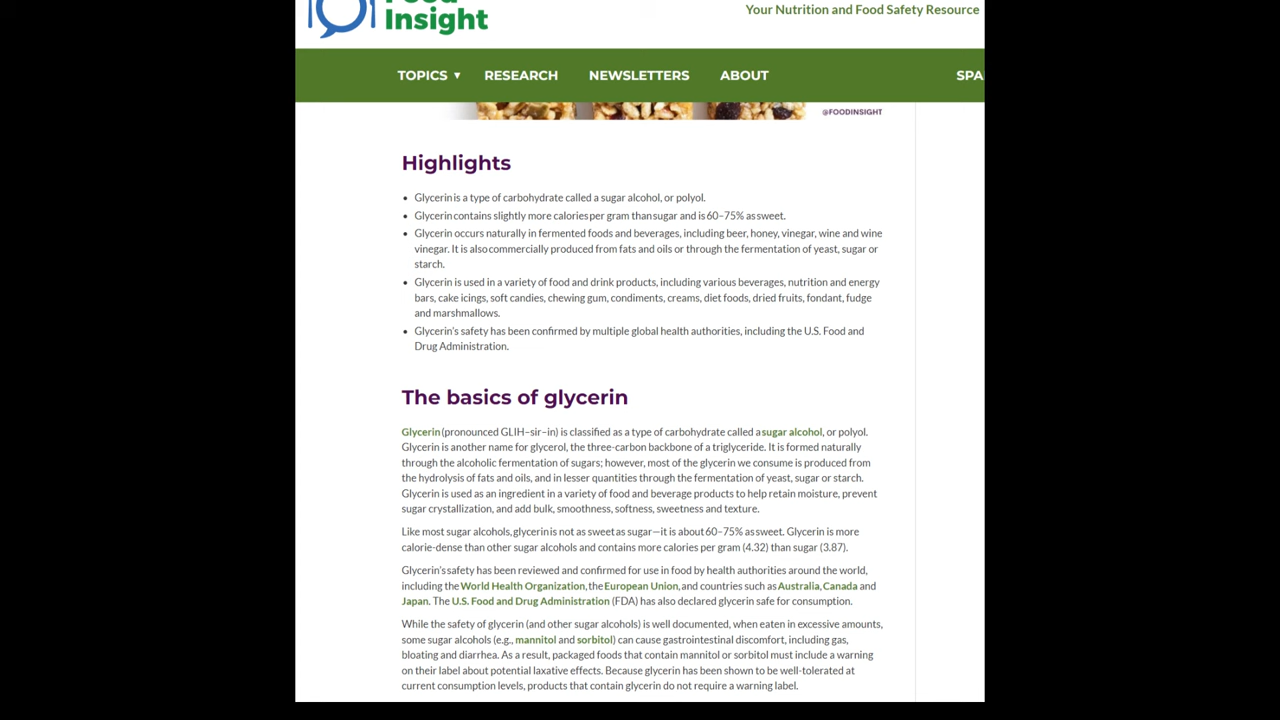 Food
Insight
Your Nutrition and Food Safety Resource
TOPICS ▼ RESEARCH NEWSLETTERS ABOUT SPA
@FOODINSIGHT
Highlights
• Glycerin is a type of carbohydrate called a sugar alcohol, or polyol.
• Glycerin contains slightly more calories per gram than sugar and is 60–75% as sweet.
• Glycerin occurs naturally in fermented foods and beverages, including beer, honey, vinegar, wine and wine
vinegar. It is also commercially produced from fats and oils or through the fermentation of yeast, sugar or
starch.
• Glycerin is used in a variety of food and drink products, including various beverages, nutrition and energy
bars, cake icings, soft candies, chewing gum, condiments, creams, diet foods, dried fruits, fondant, fudge
and marshmallows.
• Glycerin's safety has been confirmed by multiple global health authorities, including the U.S. Food and
Drug Administration.
The basics of glycerin
Glycerin (pronounced GLIH–sir–in) is classified as a type of carbohydrate called a sugar alcohol, or polyol.
Glycerin is another name for glycerol, the three-carbon backbone of a triglyceride. It is formed naturally
through the alcoholic fermentation of sugars; however, most of the glycerin we consume is produced from
the hydrolysis of fats and oils, and in lesser quantities through the fermentation of yeast, sugar or starch.
Glycerin is used as an ingredient in a variety of food and beverage products to help retain moisture, prevent
sugar crystallization, and add bulk, smoothness, softness, sweetness and texture.
Like most sugar alcohols, glycerin is not as sweet as sugar—it is about 60–75% as sweet. Glycerin is more
calorie-dense than other sugar alcohols and contains more calories per gram (4.32) than sugar (3.87).
Glycerin's safety has been reviewed and confirmed for use in food by health authorities around the world,
including the World Health Organization, the European Union, and countries such as Australia, Canada and
Japan. The U.S. Food and Drug Administration (FDA) has also declared glycerin safe for consumption.
While the safety of glycerin (and other sugar alcohols) is well documented, when eaten in excessive amounts,
some sugar alcohols (e.g., mannitol and sorbitol) can cause gastrointestinal discomfort, including gas,
bloating and diarrhea. As a result, packaged foods that contain mannitol or sorbitol must include a warning
on their label about potential laxative effects. Because glycerin has been shown to be well-tolerated at
current consumption levels, products that contain glycerin do not require a warning label.